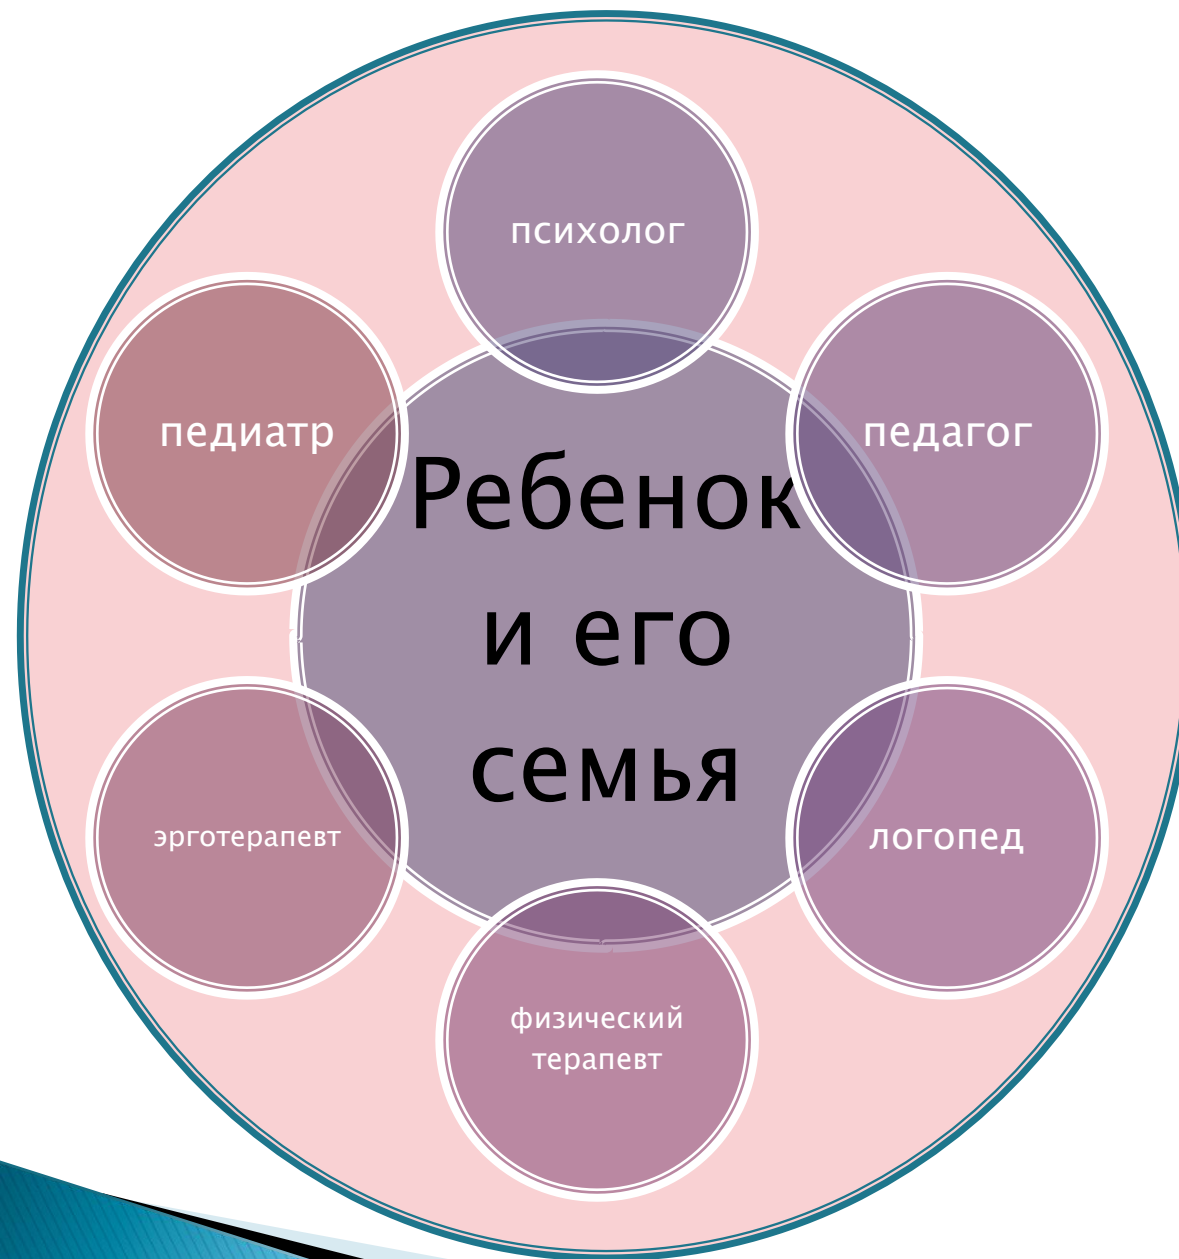 психолог
педиатр
педагог
Ребенок
и его
семья
эрготерапевт
логопед
физический
терапевт